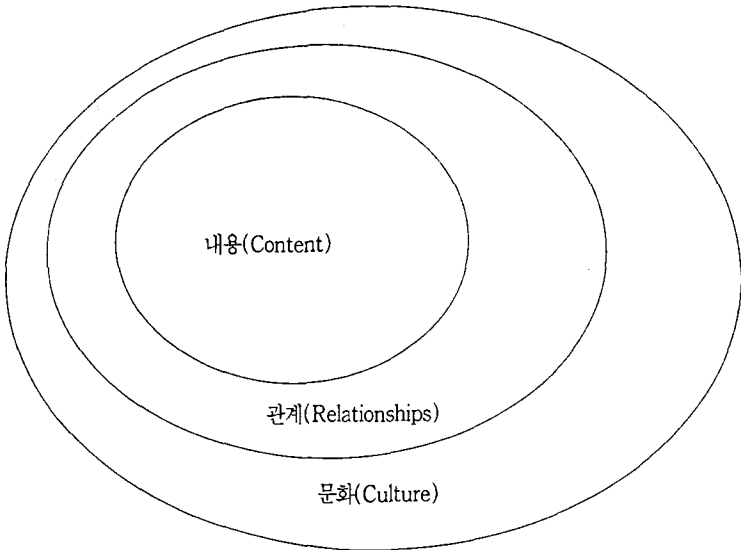 내용(Content)
관계(Relationships)
문화(Culture)